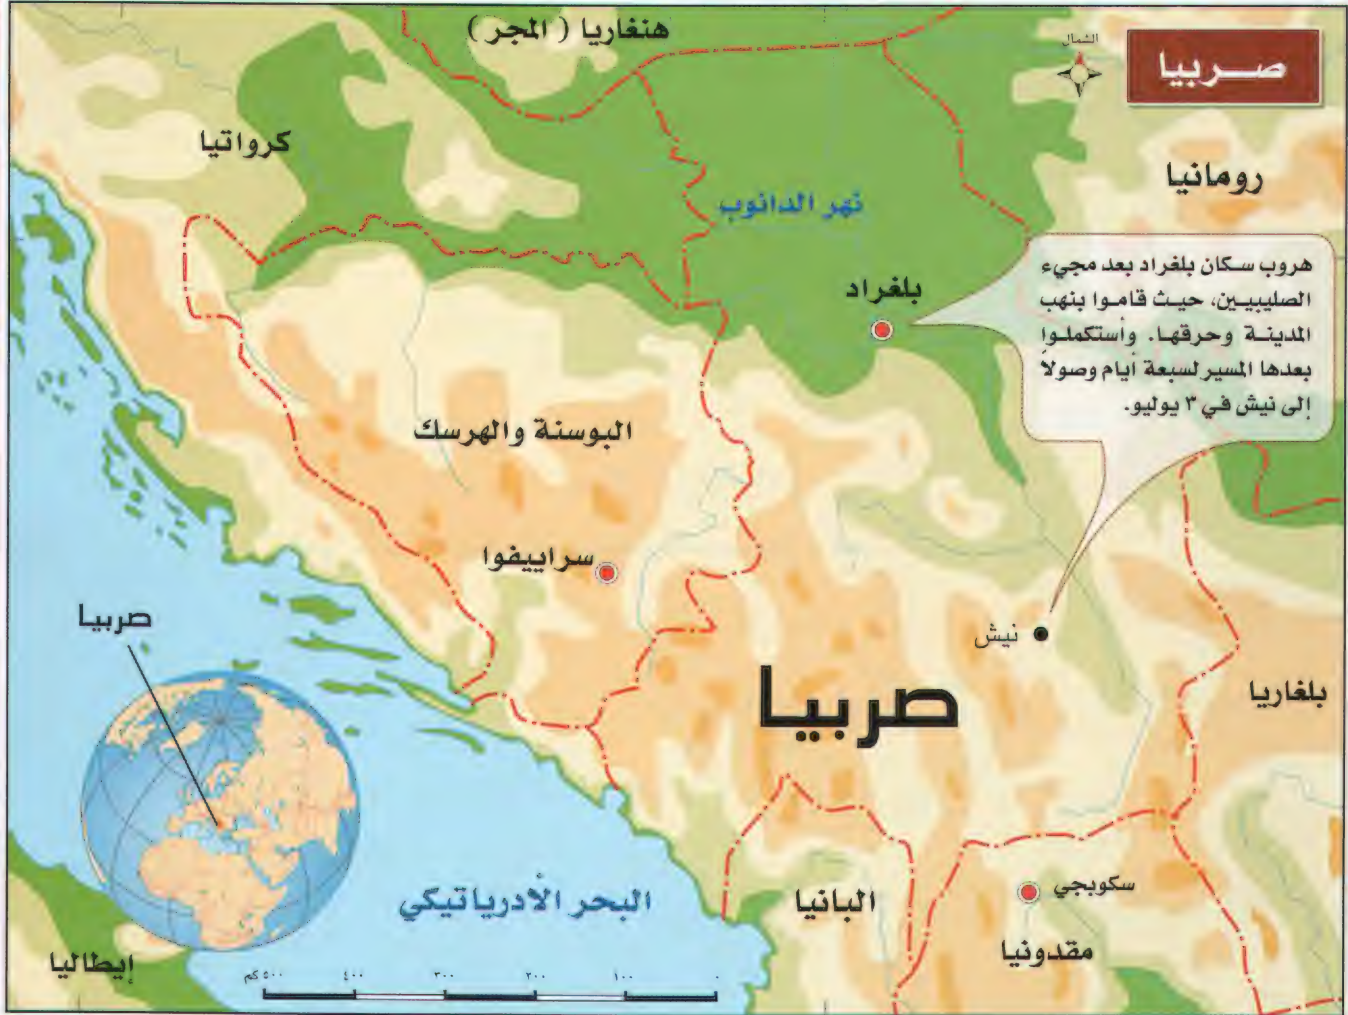 هنغاريا ( المجر )
الشمال
صربيا
كرواتيا
رومانيا
نهر الدانوب
هروب سكان بلغراد بعد مجيء
الصليبيين، حيث قاموا بنهب
المدينة وحرقها. وأستكملوا
بعدها المسير لسبعة أيام وصولاً
إلى نيش في ٣ يوليو.
بلغراد
البوسنة والهرسك
سراييفوا
نيش
صربيا
بلغاريا
صربيا
البحر الأدرياتيكي
البانيا
سكوبجي
مقدونيا
إيطاليا
٥٠٠ كم ٤٠٠ ٣٠٠ ٢٠٠ ١٠٠ ٠